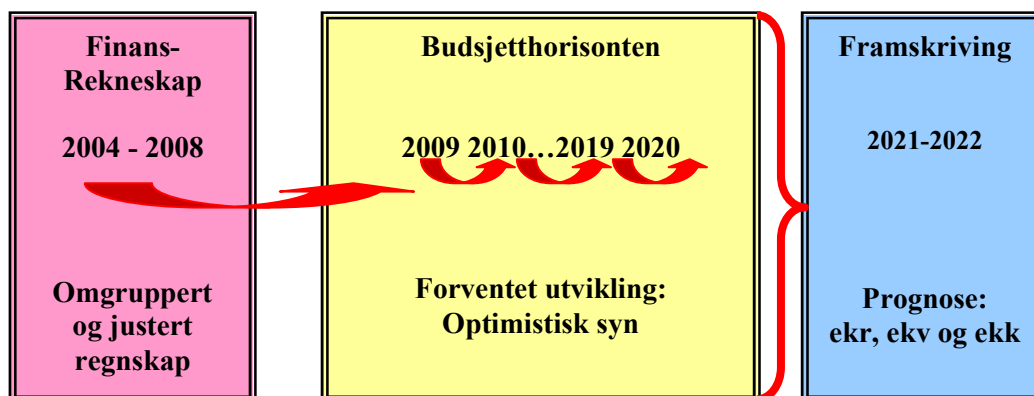 Finans-
Rekneskap
2004 - 2008
Omgruppert
og justert
regnskap
Budsjetthorisonten
2009 2010…2019 2020
Forventet utvikling:
Optimistisk syn
Framskriving
2021-2022
Prognose:
ekr, ekv og ekk